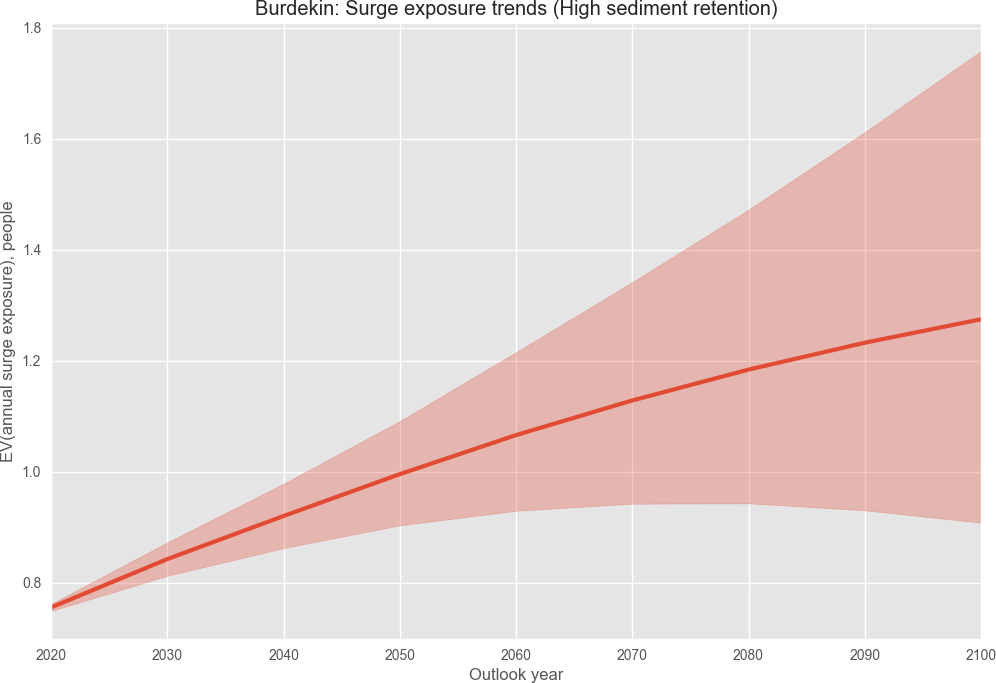 Burdekin: Surge exposure trends (High sediment retention)
EV(annual surge exposure), people
1.8
1.6
1.4
1.2
1.0
0.8
2020 2030 2040 2050 2060 2070 2080 2090 2100
Outlook year